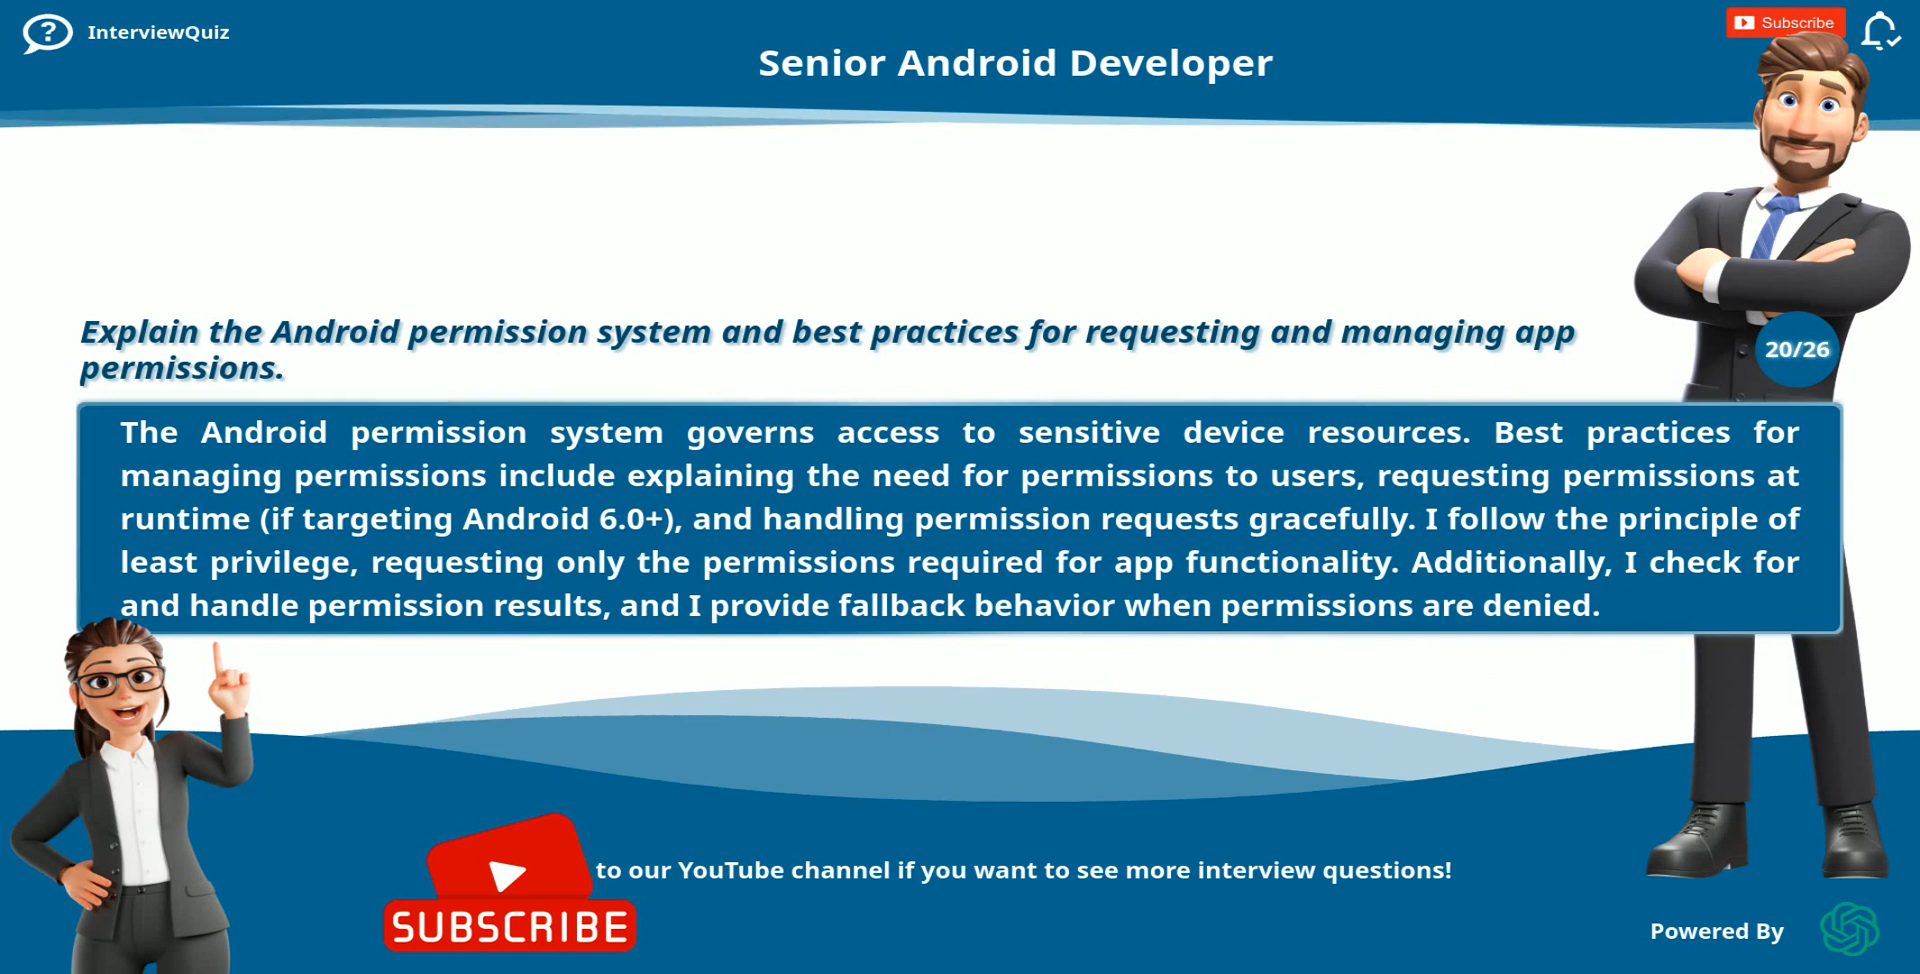 InterviewQuiz
Subscribe
Senior Android Developer
Explain the Android permission system and best practices for requesting and managing app
permissions.
20/26
The Android permission system governs access to sensitive device resources. Best practices for
managing permissions include explaining the need for permissions to users, requesting permissions at
runtime (if targeting Android 6.0+), and handling permission requests gracefully. I follow the principle of
least privilege, requesting only the permissions required for app functionality. Additionally, I check for
and handle permission results, and I provide fallback behavior when permissions are denied.
to our YouTube channel if you want to see more interview questions!
SUBSCRIBE
Powered By